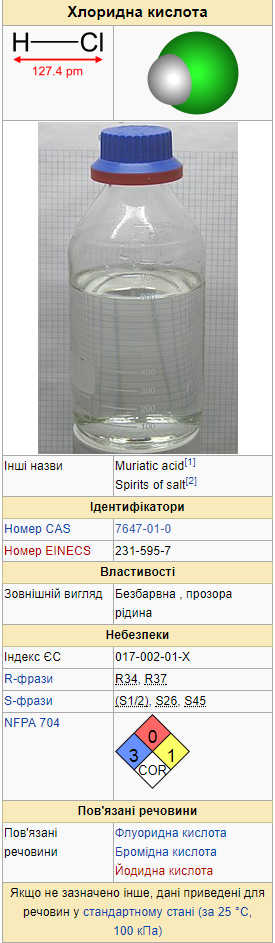 Хлоридна кислота
H Cl
127.4 pm
400
300
200
100
Інші назви
Muriatic acid[1]
Spirits of salt[2]
Ідентифікатори
Номер CAS
7647-01-0
Номер EINECS
231-595-7
Властивості
Зовнішній вигляд
Безбарвна , прозора
рідина
Небезпеки
Індекс ЄС
017-002-01-X
R-фрази
R34, R37
S-фрази
(S1/2), S26, S45
NFPA 704
0
3
1
COR
Пов'язані речовини
Пов'язані
речовини
Флуоридна кислота
Бромідна кислота
Йодидна кислота
Якщо не зазначено інше, дані приведені для
речовин у стандартному стані (за 25 °C,
100 кПа)